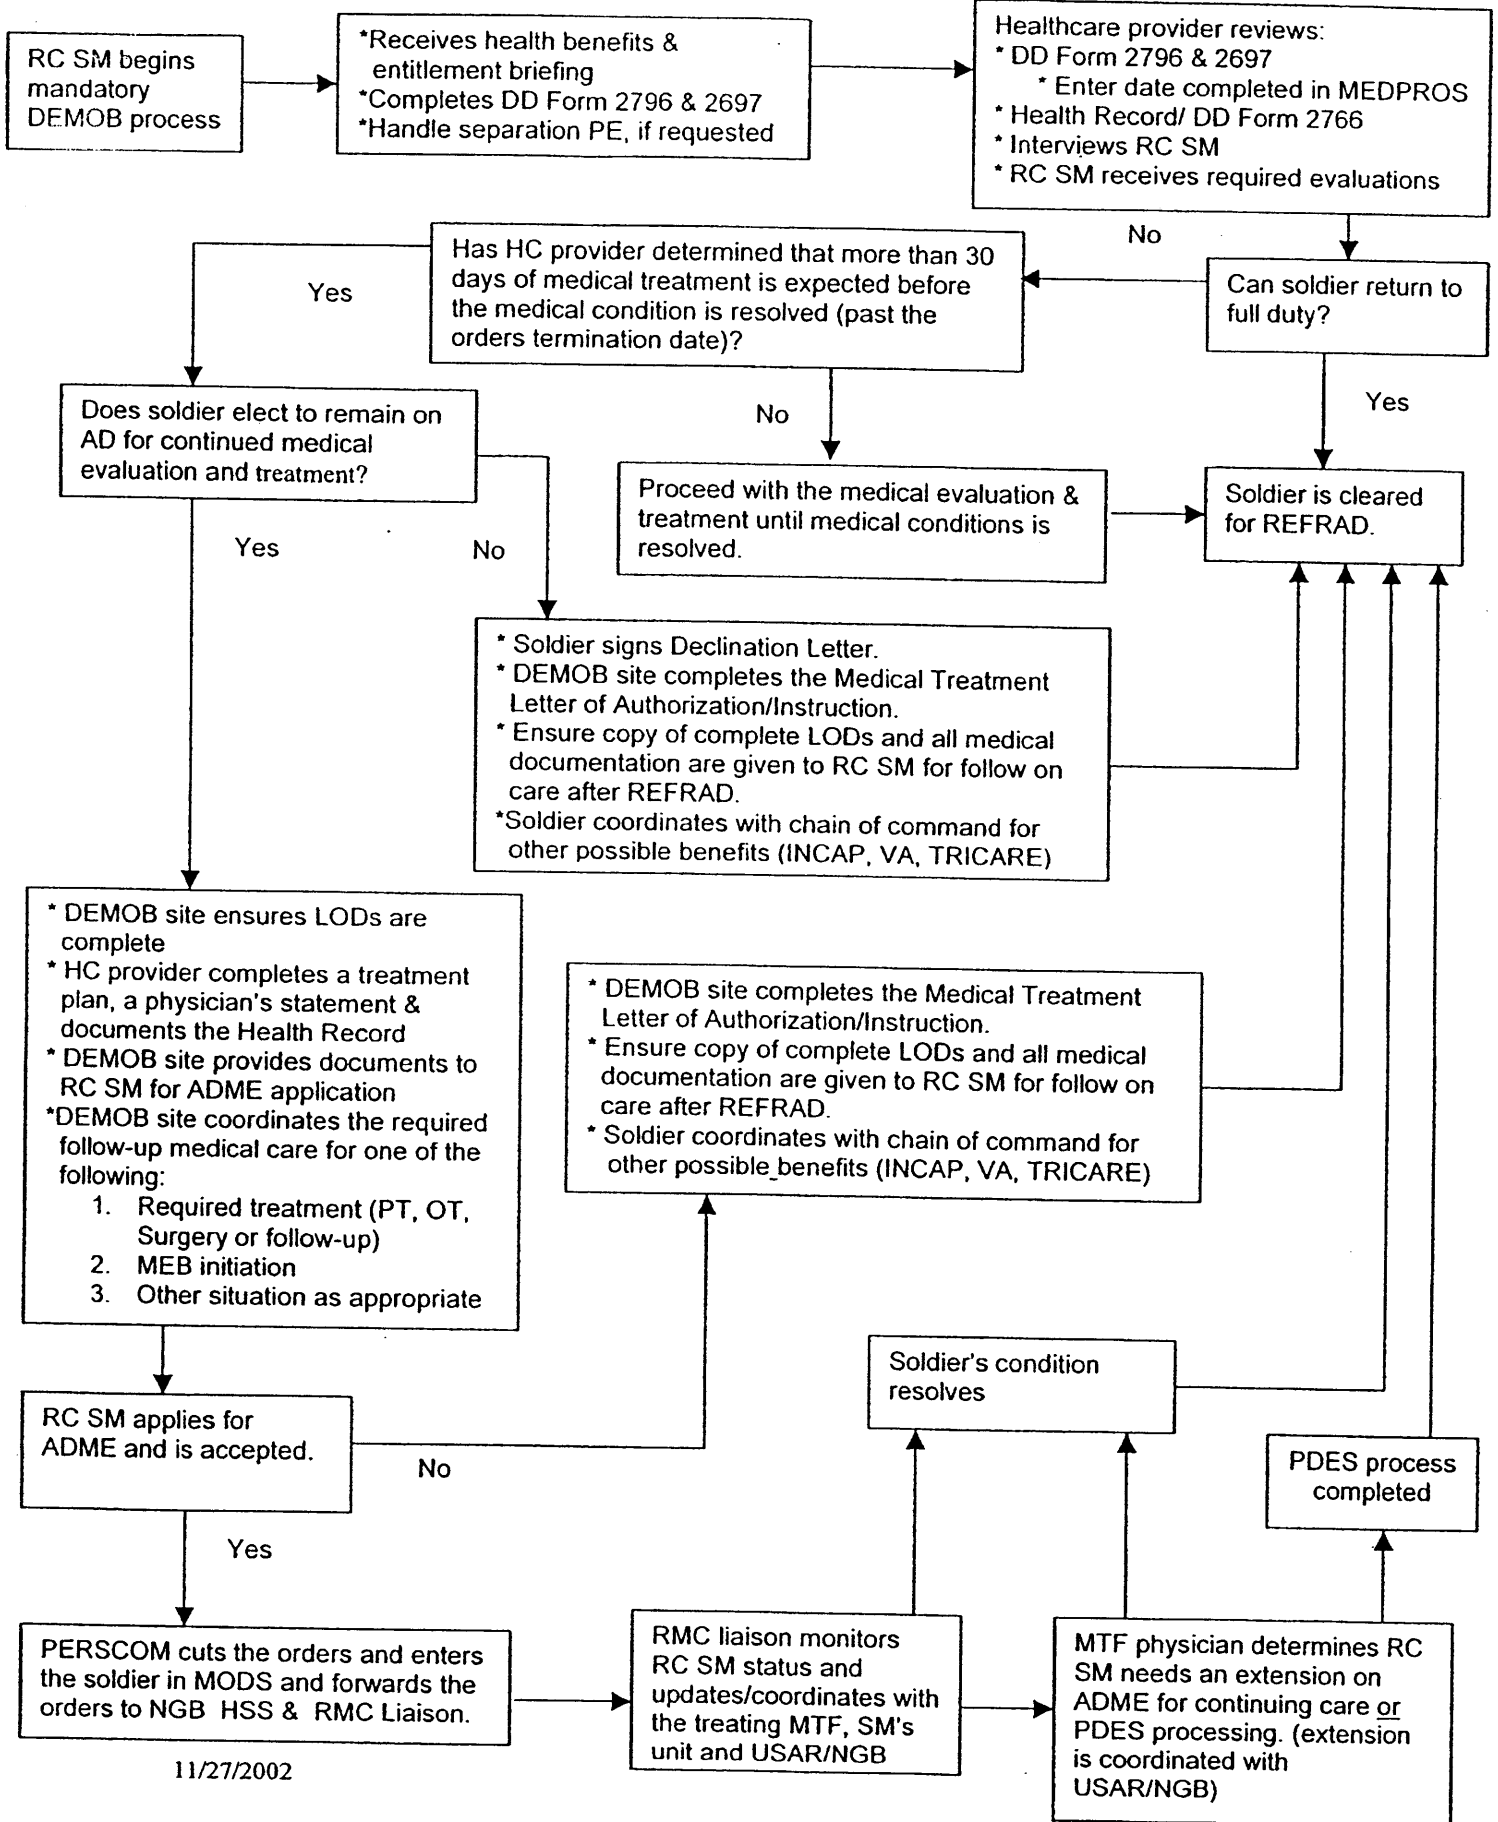 RC SM begins
mandatory
DEMOB process
*Receives health benefits &
entitlement briefing
*Completes DD Form 2796 & 2697
*Handle separation PE, if requested
Healthcare provider reviews:
* DD Form 2796 & 2697
* Enter date completed in MEDPROS
* Health Record/ DD Form 2766
* Interviews RC SM
* RC SM receives required evaluations
No
Can soldier return to
full duty?
Yes
Has HC provider determined that more than 30
days of medical treatment is expected before
the medical condition is resolved (past the
orders termination date)?
Yes
No
Does soldier elect to remain on
AD for continued medical
evaluation and treatment?
Yes
No
Proceed with the medical evaluation &
treatment until medical conditions is
resolved.
Soldier is cleared
for REFRAD.
* Soldier signs Declination Letter.
* DEMOB site completes the Medical Treatment
Letter of Authorization/Instruction.
* Ensure copy of complete LODs and all medical
documentation are given to RC SM for follow on
care after REFRAD.
*Soldier coordinates with chain of command for
other possible benefits (INCAP, VA, TRICARE)
* DEMOB site ensures LODs are
complete
* HC provider completes a treatment
plan, a physician's statement &
documents the Health Record
* DEMOB site provides documents to
RC SM for ADME application
*DEMOB site coordinates the required
follow-up medical care for one of the
following:
1. Required treatment (PT, OT,
Surgery or follow-up)
2. MEB initiation
3. Other situation as appropriate
* DEMOB site completes the Medical Treatment
Letter of Authorization/Instruction.
* Ensure copy of complete LODs and all medical
documentation are given to RC SM for follow on
care after REFRAD.
* Soldier coordinates with chain of command for
other possible benefits (INCAP, VA, TRICARE)
RC SM applies for
ADME and is accepted.
No
Yes
Soldier's condition
resolves
PDES process
completed
PERSCOM cuts the orders and enters
the soldier in MODS and forwards the
orders to NGB HSS & RMC Liaison.
RMC liaison monitors
RC SM status and
updates/coordinates with
the treating MTF, SM's
unit and USAR/NGB
MTF physician determines RC
SM needs an extension on
ADME for continuing care or
PDES processing. (extension
is coordinated with
USAR/NGB)
11/27/2002